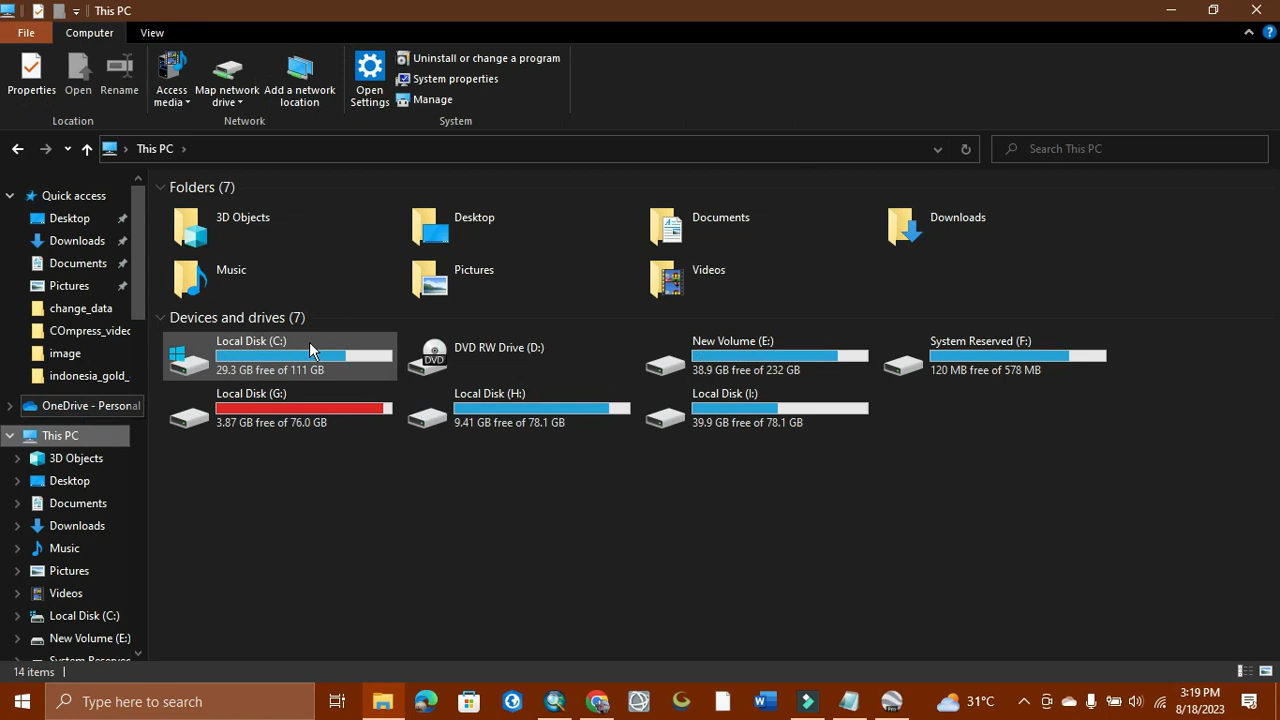 This PC
File
Computer
View
Properties
Open
Rename
Access media
Map network drive
Add a network location
Open Settings
Uninstall or change a program
System properties
Manage
Location
Network
System
This PC
Search This PC
Quick access
Desktop
Downloads
Documents
Pictures
change_data
COmpress_video
image
indonesia_gold_
OneDrive - Personal
This PC
3D Objects
Desktop
Documents
Downloads
Music
Pictures
Videos
Local Disk (C:)
New Volume (E:)
System Reserve
Folders (7)
3D Objects
Desktop
Documents
Downloads
Music
Pictures
Videos
Devices and drives (7)
Local Disk (C:)
29.3 GB free of 111 GB
DVD RW Drive (D:)
DVD
New Volume (E:)
38.9 GB free of 232 GB
System Reserved (F:)
120 MB free of 578 MB
Local Disk (G:)
3.87 GB free of 76.0 GB
Local Disk (H:)
9.41 GB free of 78.1 GB
Local Disk (I:)
39.9 GB free of 78.1 GB
14 items
Type here to search
Pro
31°C
3:19 PM
8/18/2023